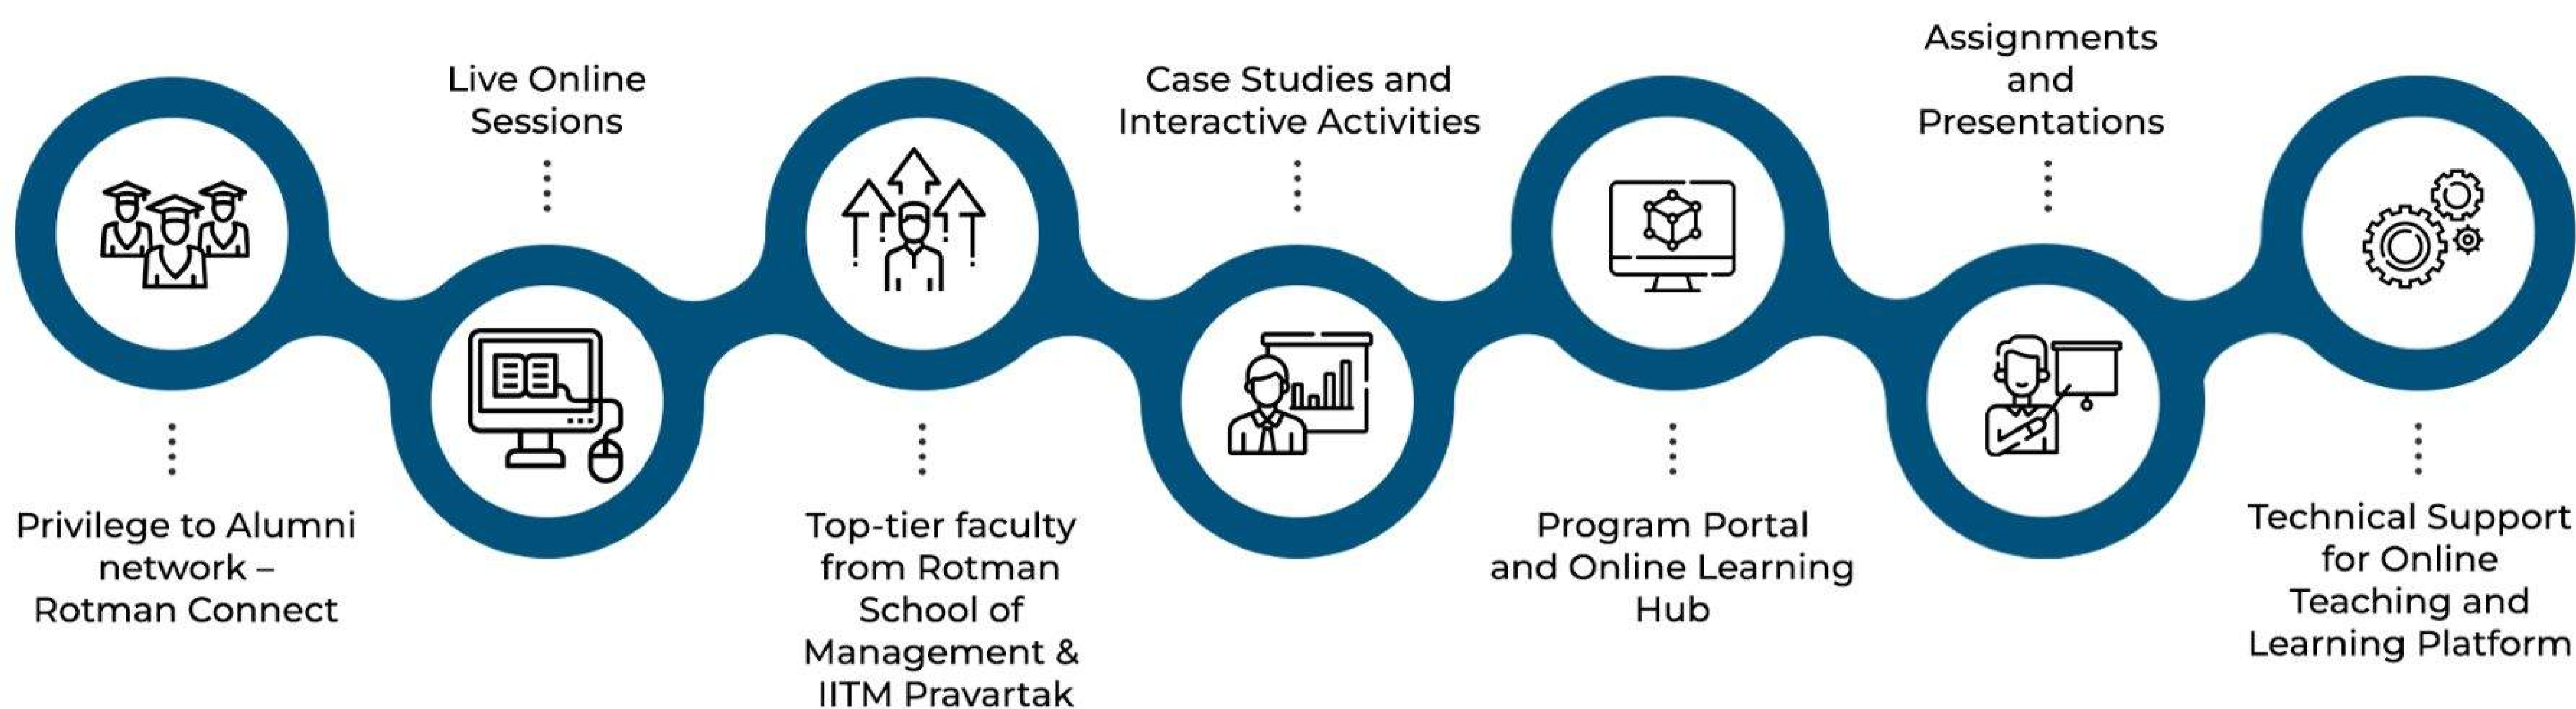 Privilege to Alumni
network –
Rotman Connect
Live Online
Sessions
Top-tier faculty
from Rotman
School of
Management &
IITM Pravartak
Case Studies and
Interactive Activities
Program Portal
and Online Learning
Hub
Assignments
and
Presentations
Technical Support
for Online
Teaching and
Learning Platform